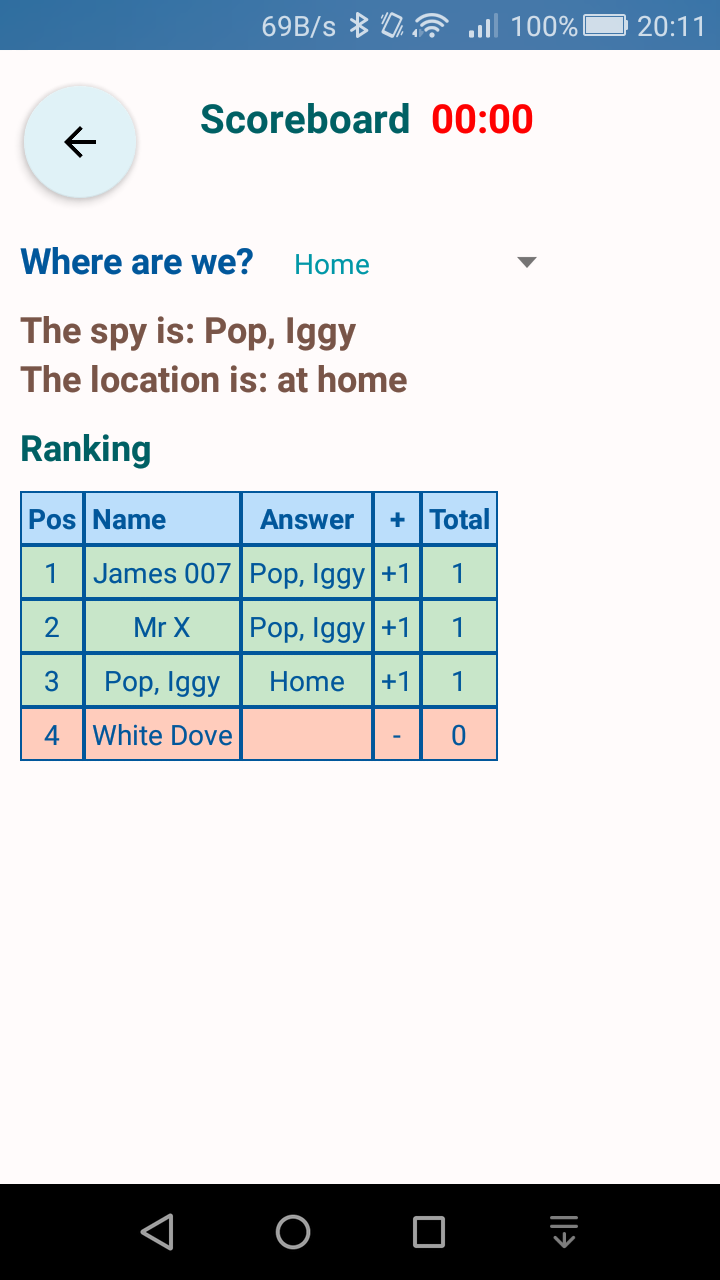 69B/s 100% 20:11
Scoreboard 00:00
Where are we? Home
The spy is: Pop, Iggy
The location is: at home
Ranking
Pos Name Answer + Total
1 James 007 Pop, Iggy +1 1
2 Mr X Pop, Iggy +1 1
3 Pop, Iggy Home +1 1
4 White Dove - 0